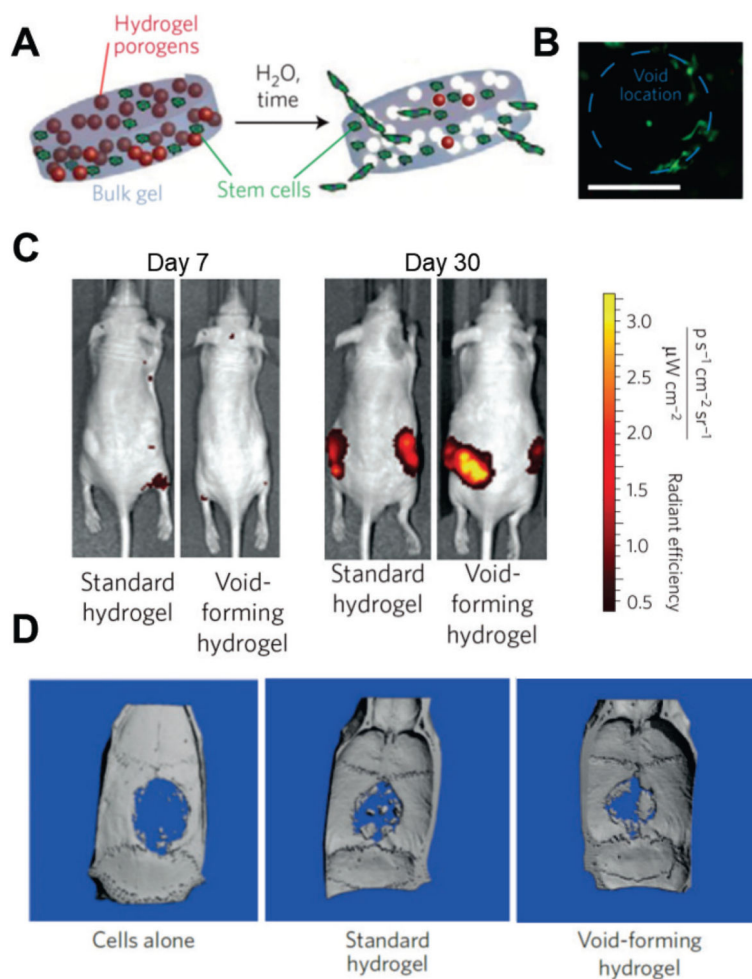 A
Hydrogel
porogens
H₂O,
time
Bulk gel
Stem cells
B
Void
location
C
Day 7
Day 30
Standard
hydrogel
Void-
forming
hydrogel
Standard
hydrogel
Void-
forming
hydrogel
3.0
2.5
2.0
1.5
1.0
0.5
p s⁻¹ cm⁻² sr⁻¹
μW cm⁻²
Radiant efficiency
D
Cells alone
Standard
hydrogel
Void-forming
hydrogel